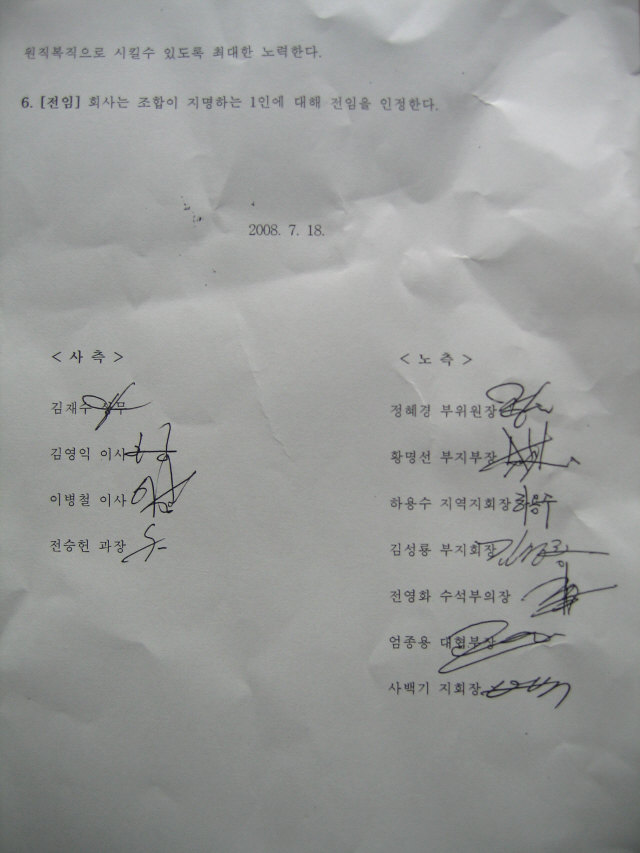 원직복직으로 시킬수 있도록 최대한 노력한다.
6. [전임] 회사는 조합이 지명하는 1인에 대해 전임을 인정한다.
2008. 7. 18.
< 사 측 >
김재수
김영익 이사
이병철 이사
전승헌 과장
< 노 측 >
정혜경 부위원장
황명선 부지부장
하용수 지역지회장 하용수
김성룡 부지회장
전영화 수석부의장
엄종용 대협부장
사백기 지회장